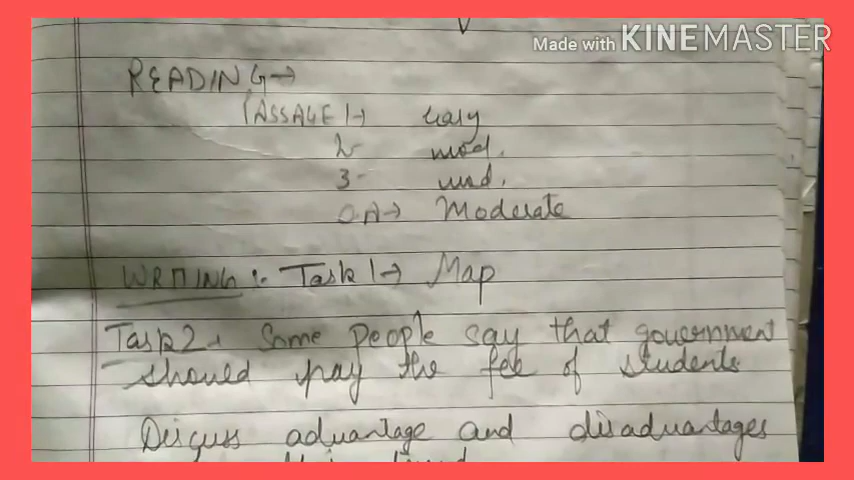 Made with KINEMASTER
READING→
PASSAGE 1→ easy
2- mod.
3- mod.
O.A→ Moderate
WRITING :- Task 1→ Map
Task 2. Some people say that government
should pay the fee of students
Discuss advantage and disadvantages